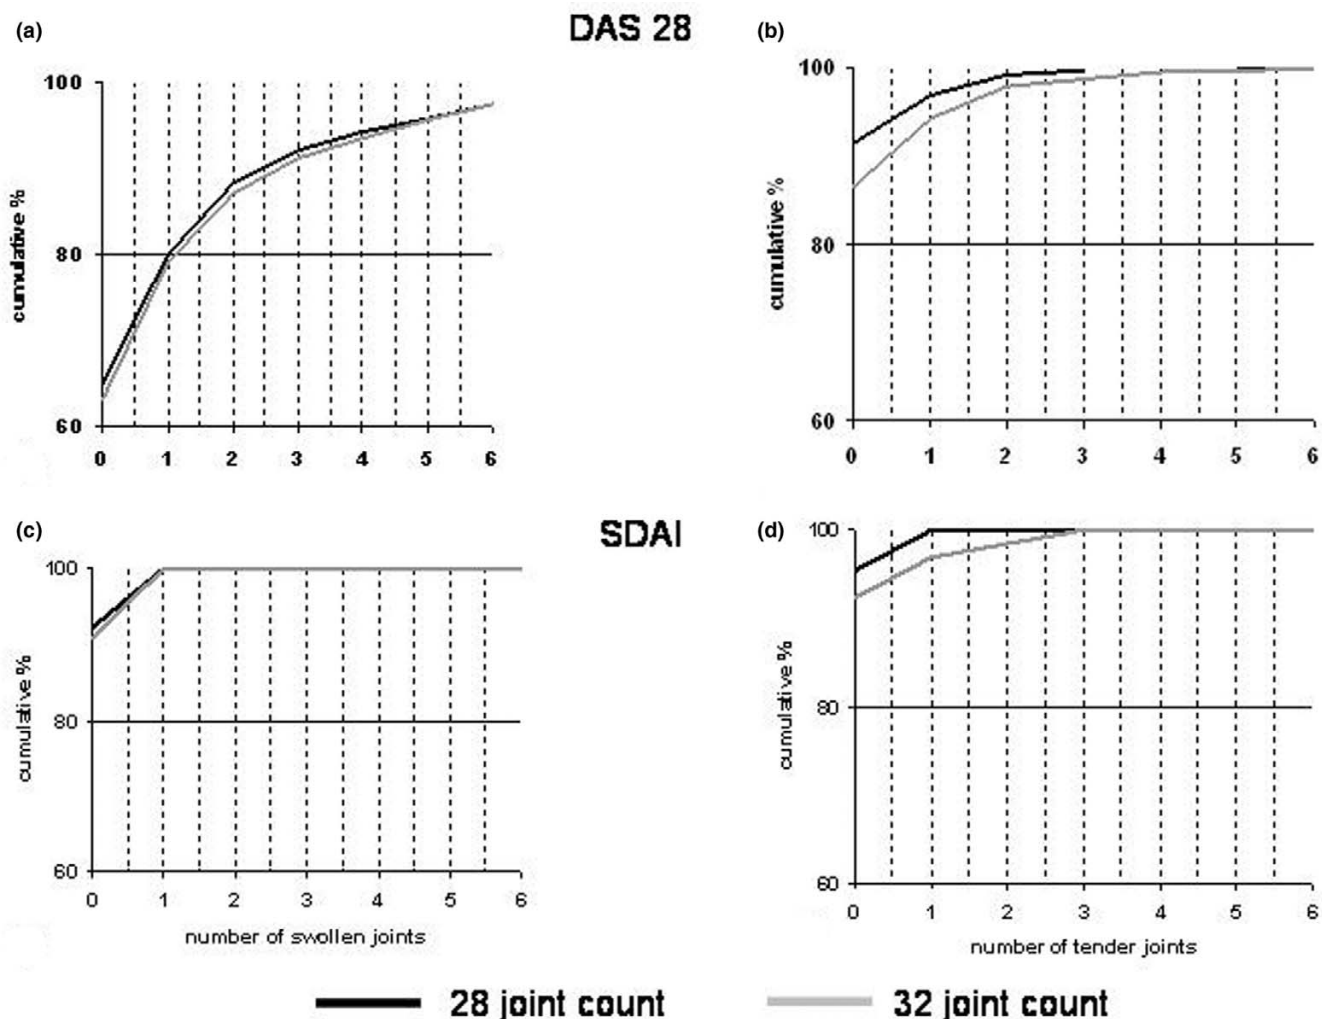 (a)
DAS 28
(b)
100
80
60
cumulative %
0 1 2 3 4 5 6
100
80
60
cumulative %
0 1 2 3 4 5 6
(c)
SDAI
(d)
100
80
60
cumulative %
0 1 2 3 4 5 6
number of swollen joints
100
80
60
cumulative %
0 1 2 3 4 5 6
number of tender joints
28 joint count
32 joint count